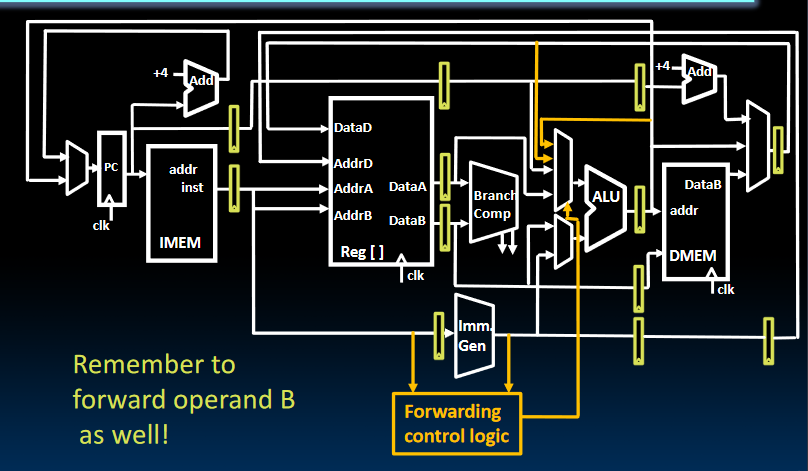 +4
Add
+4
Add
DataD
PC
addr
inst
AddrD
AddrA
DataA
AddrB
DataB
Branch
Comp
ALU
DataB
addr
clk
IMEM
Reg [ ]
DMEM
clk
clk
Imm.
Gen
Remember to
forward operand B
as well!
Forwarding
control logic